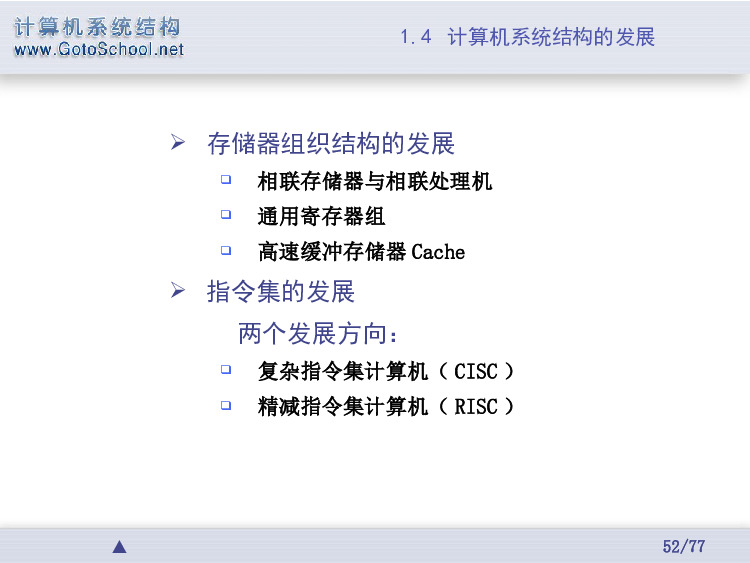 计算机系统结构
www.GotoSchool.net
1.4 计算机系统结构的发展
➢ 存储器组织结构的发展
❑ 相联存储器与相联处理机
❑ 通用寄存器组
❑ 高速缓冲存储器 Cache
➢ 指令集的发展
两个发展方向：
❑ 复杂指令集计算机（ CISC ）
❑ 精减指令集计算机（ RISC ）
▲
52/77